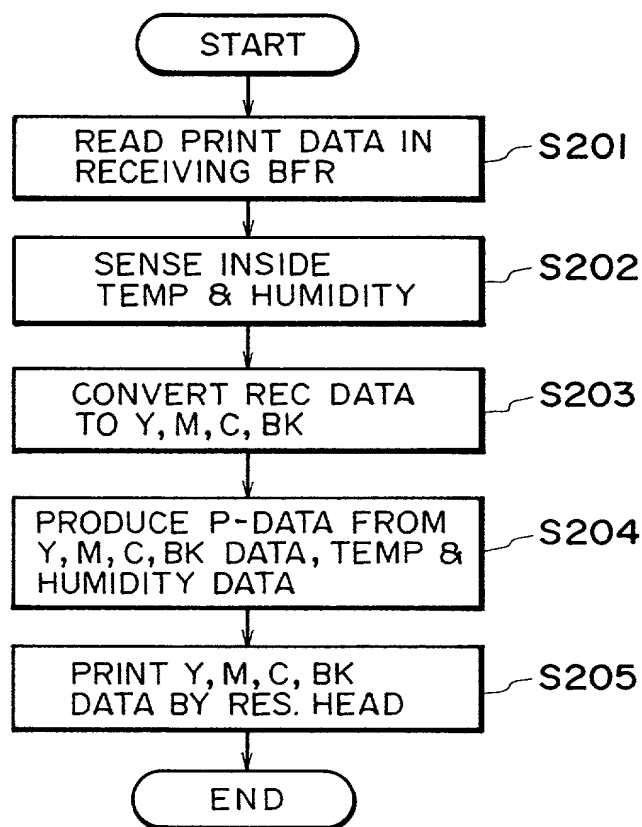 START
READ PRINT DATA IN
RECEIVING BFR
S201
SENSE INSIDE
TEMP & HUMIDITY
S202
CONVERT REC DATA
TO Y, M, C, BK
S203
PRODUCE P-DATA FROM
Y, M, C, BK DATA, TEMP &
HUMIDITY DATA
S204
PRINT Y, M, C, BK
DATA BY RES. HEAD
S205
END